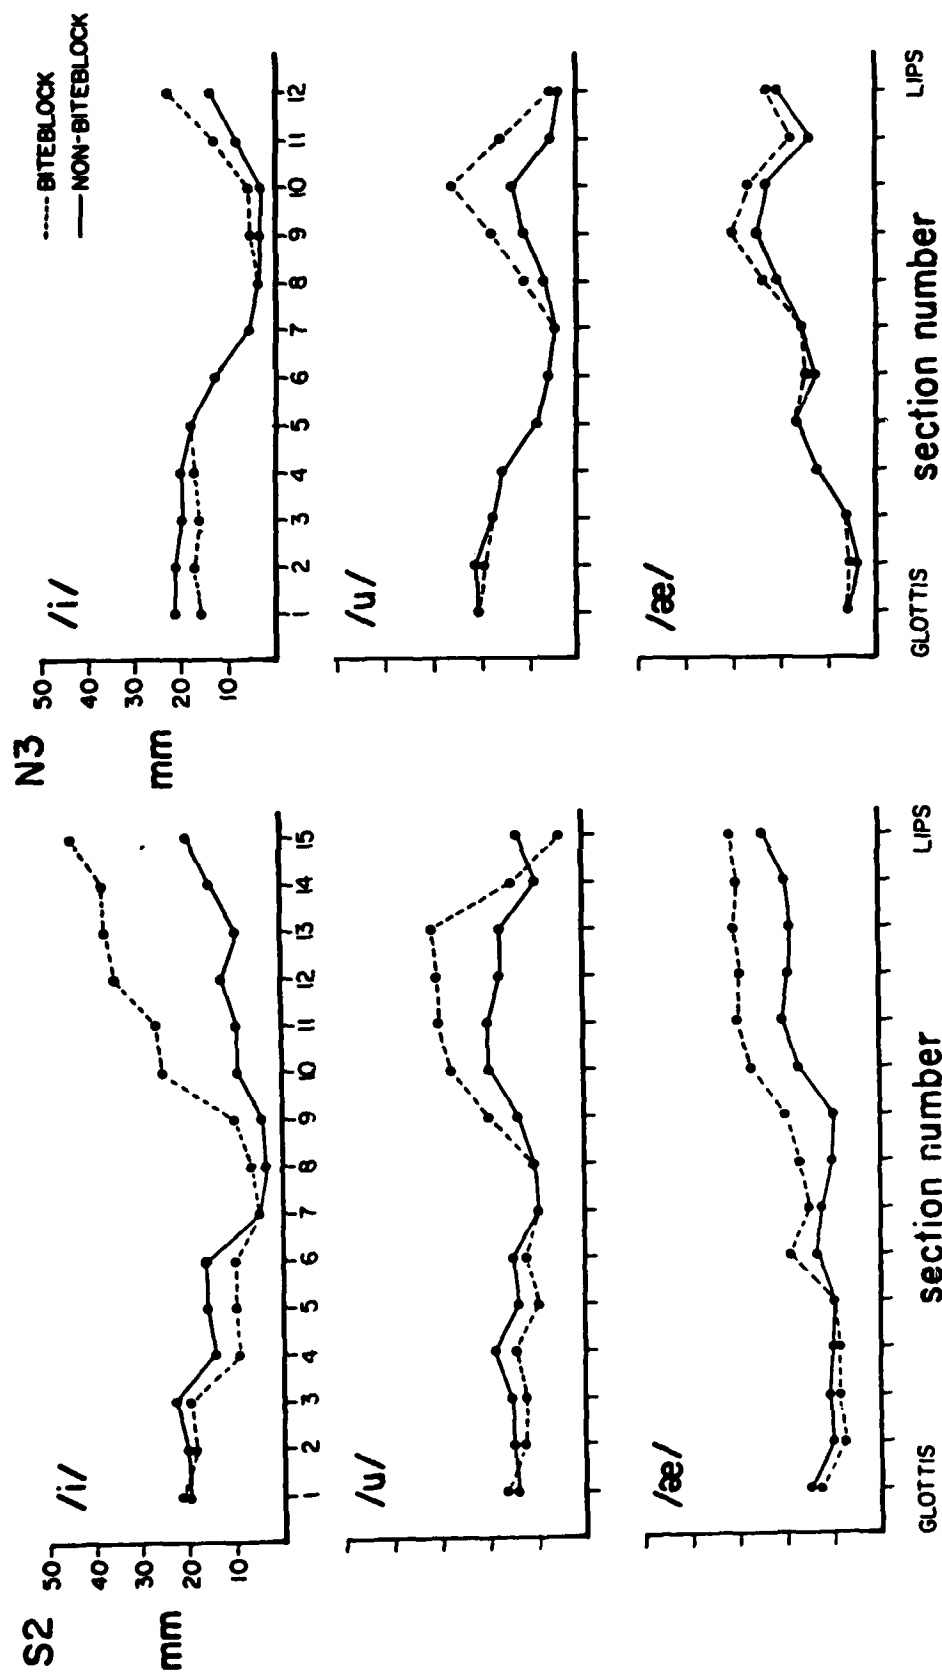 S2
/i/
50
40
30
20
10
mm
1 2 3 4 5 6 7 8 9 10 11 12 13 14 15
/u/
/æ/
GLOTTIS
LIPS
section number
N3
----- BITEBLOCK
—— NON-BITEBLOCK
/i/
50
40
30
20
10
mm
1 2 3 4 5 6 7 8 9 10 11 12
/u/
/æ/
GLOTTIS
LIPS
section number